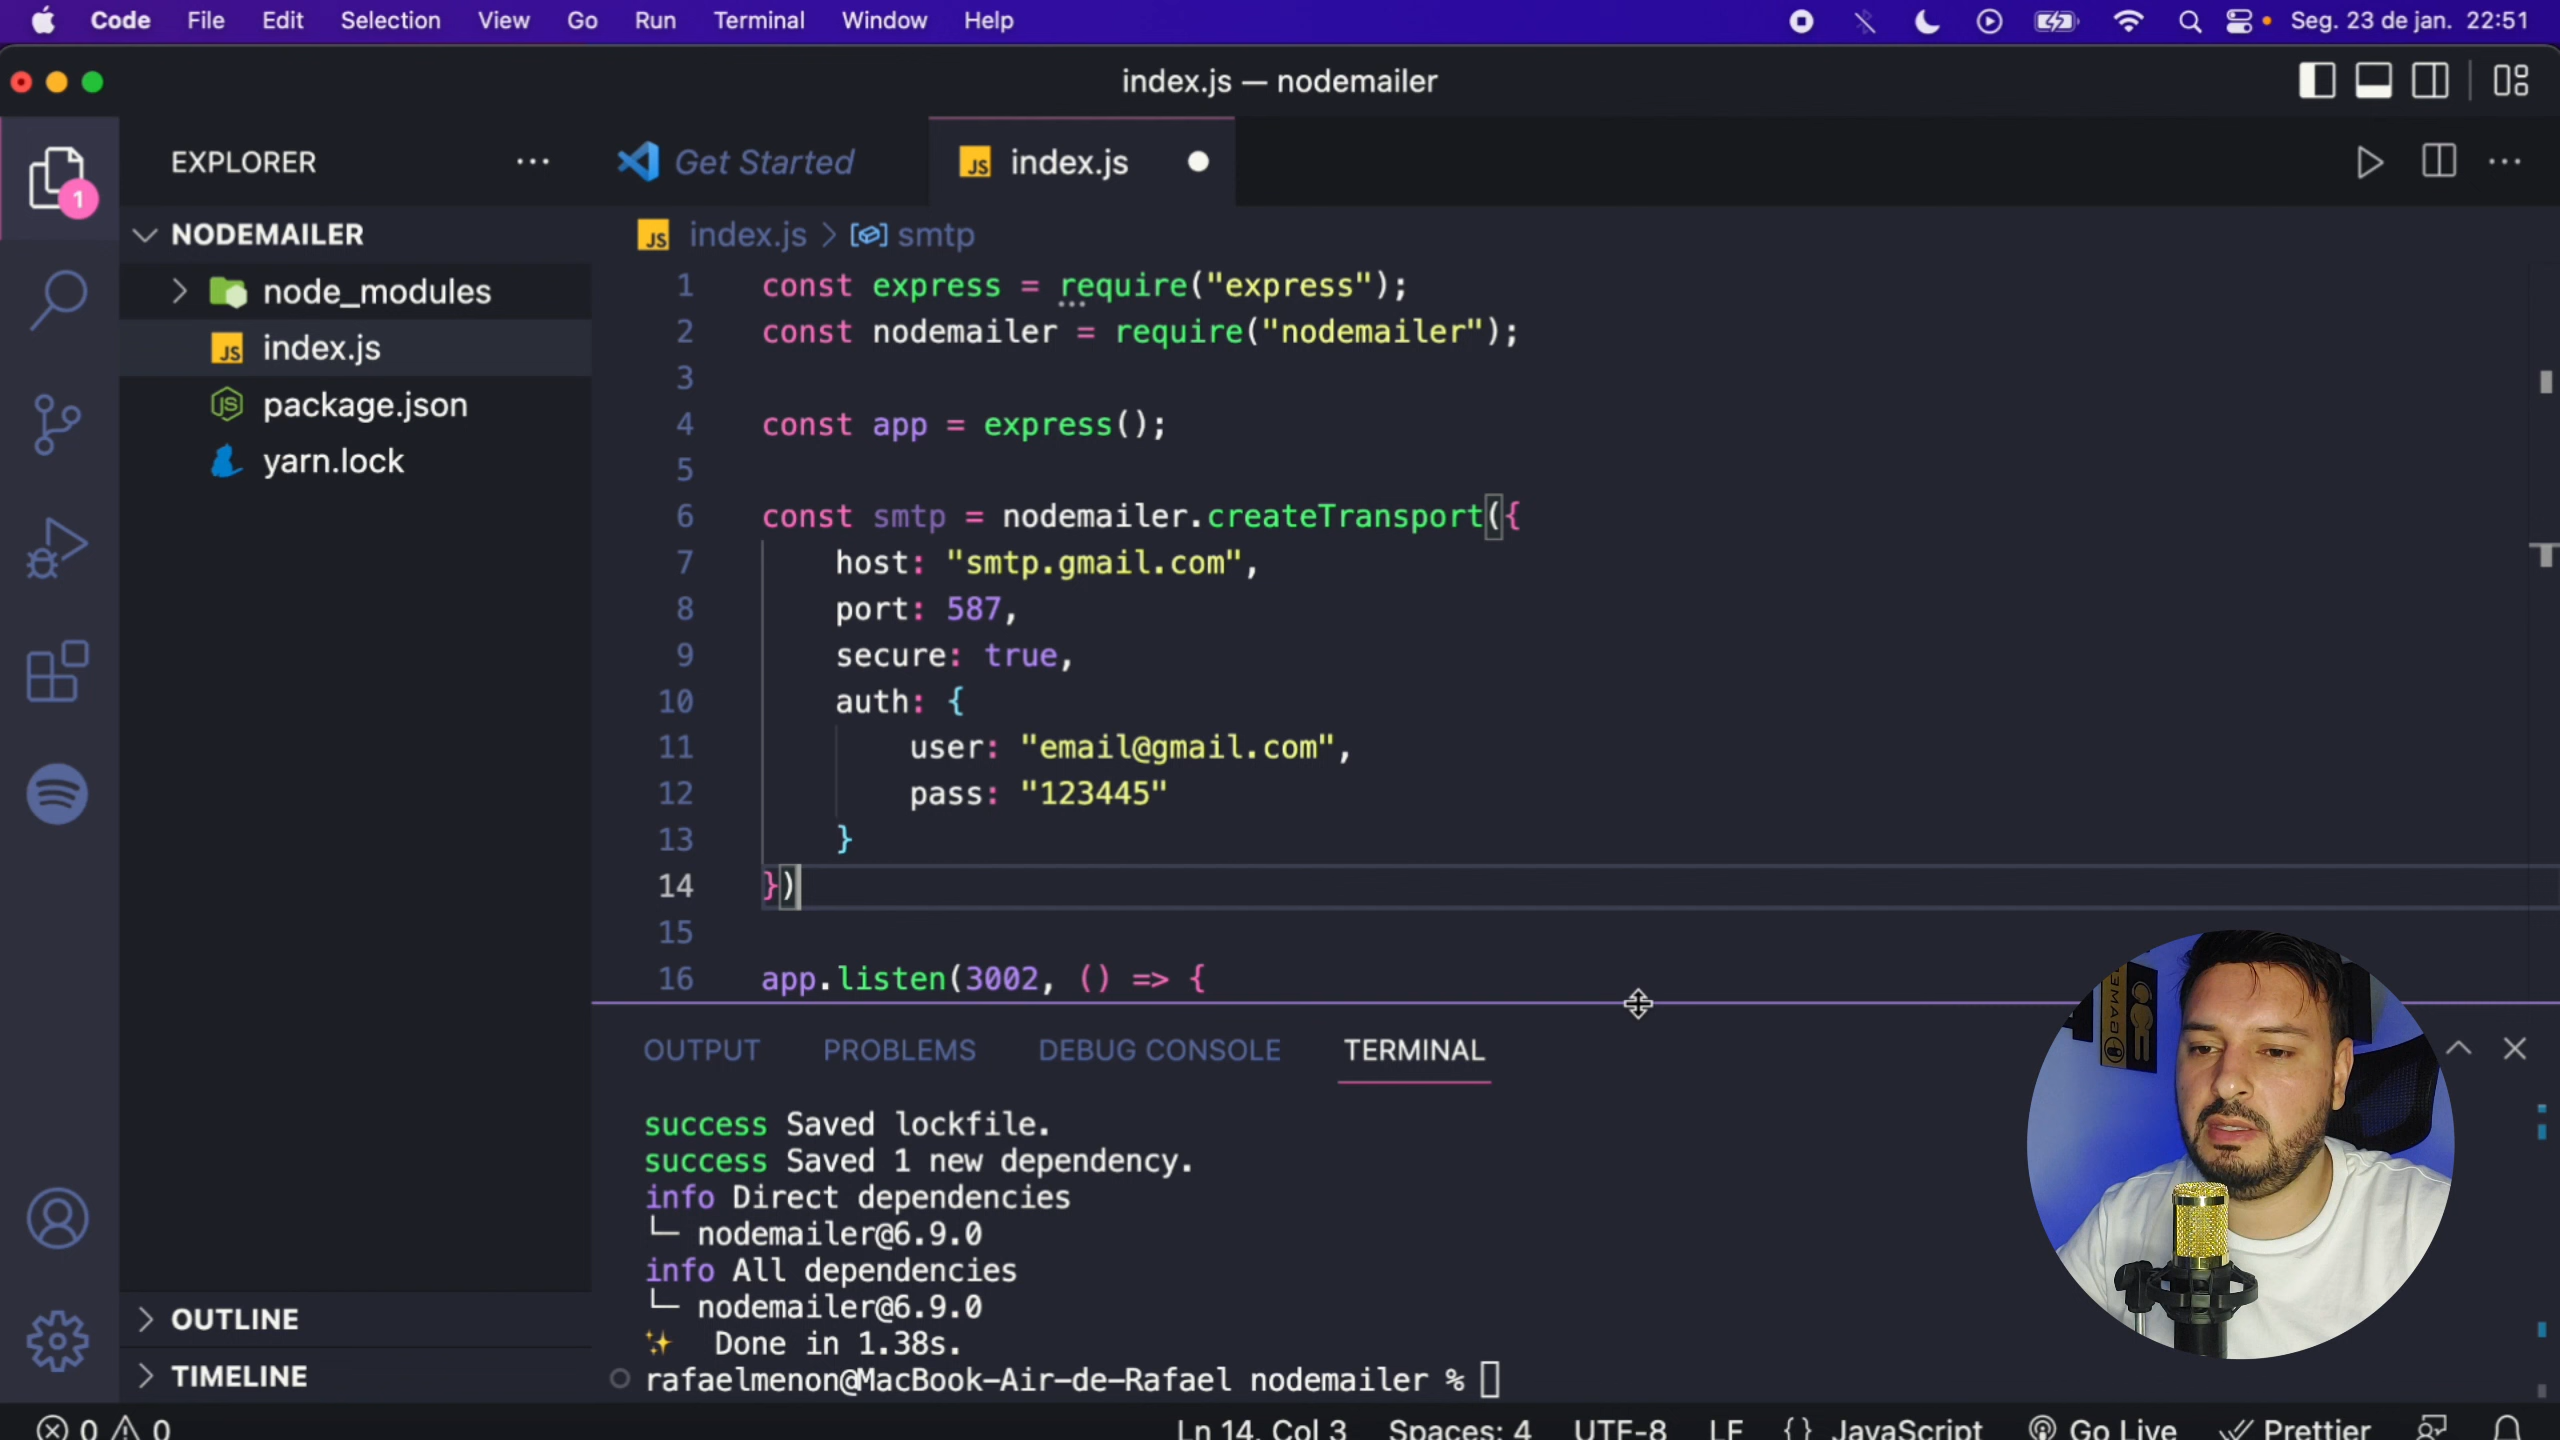 Code File Edit Selection View Go Run Terminal Window Help Seg. 23 de jan. 22:51
index.js — nodemailer
EXPLORER ···
Get Started
JS index.js
1
NODEMAILER
JS index.js > smtp
node_modules
JS index.js
package.json
yarn.lock
1 const express = require("express");
2 const nodemailer = require("nodemailer");
3
4 const app = express();
5
6 const smtp = nodemailer.createTransport({
7 host: "smtp.gmail.com",
8 port: 587,
9 secure: true,
10 auth: {
11 user: "email@gmail.com",
12 pass: "123445"
13 }
14 })
15
16 app.listen(3002, () => {
OUTPUT PROBLEMS DEBUG CONSOLE TERMINAL
success Saved lockfile.
success Saved 1 new dependency.
info Direct dependencies
└─ nodemailer@6.9.0
info All dependencies
└─ nodemailer@6.9.0
✨ Done in 1.38s.
rafaelmenon@MacBook-Air-de-Rafael nodemailer %
OUTLINE
TIMELINE
0 0 Ln 14, Col 3 Spaces: 4 UTF-8 LF {} JavaScript Go Live Prettier